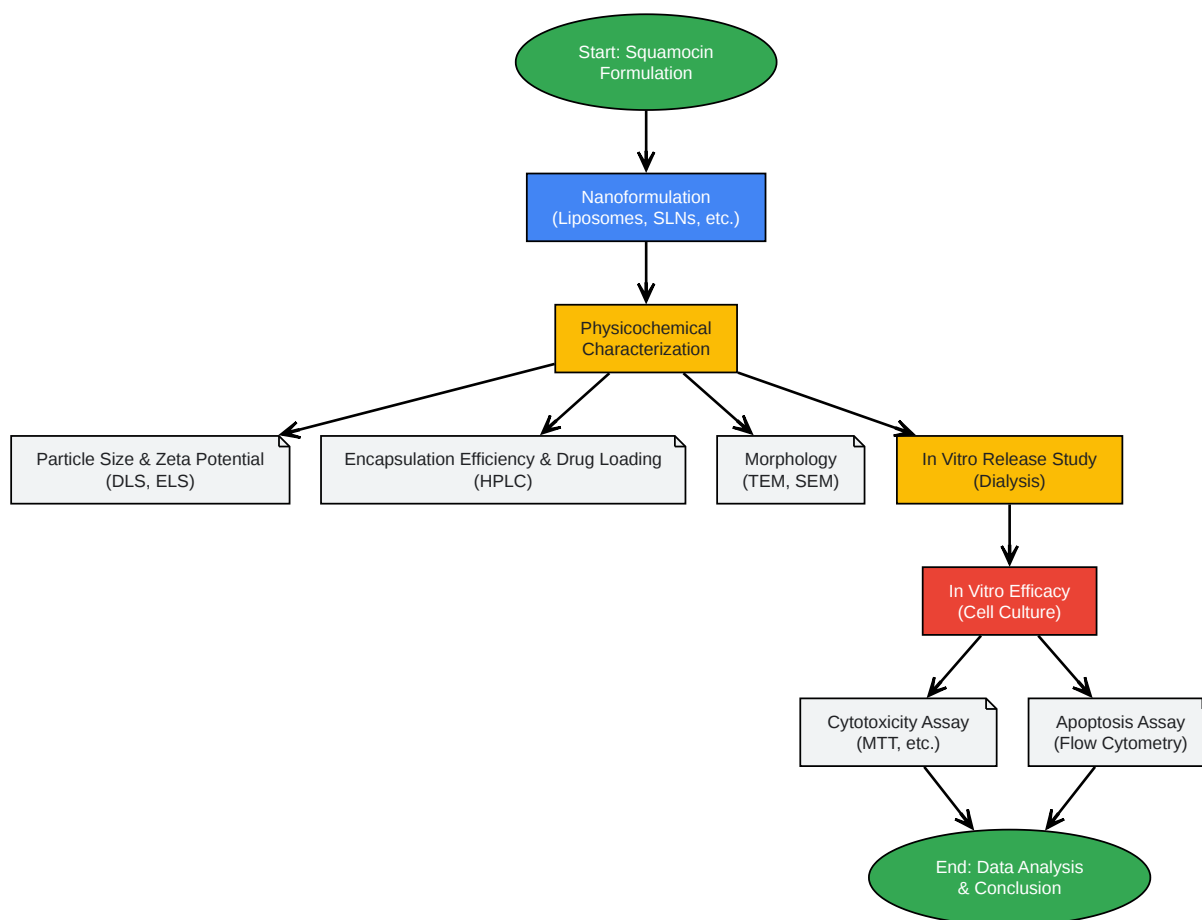 Start: Squamocin
Formulation
Nanoformulation
(Liposomes, SLNs, etc.)
Physicochemical
Characterization
Particle Size & Zeta Potential
(DLS, ELS)
Encapsulation Efficiency & Drug Loading
(HPLC)
Morphology
(TEM, SEM)
In Vitro Release Study
(Dialysis)
In Vitro Efficacy
(Cell Culture)
Cytotoxicity Assay
(MTT, etc.)
Apoptosis Assay
(Flow Cytometry)
End: Data Analysis
& Conclusion